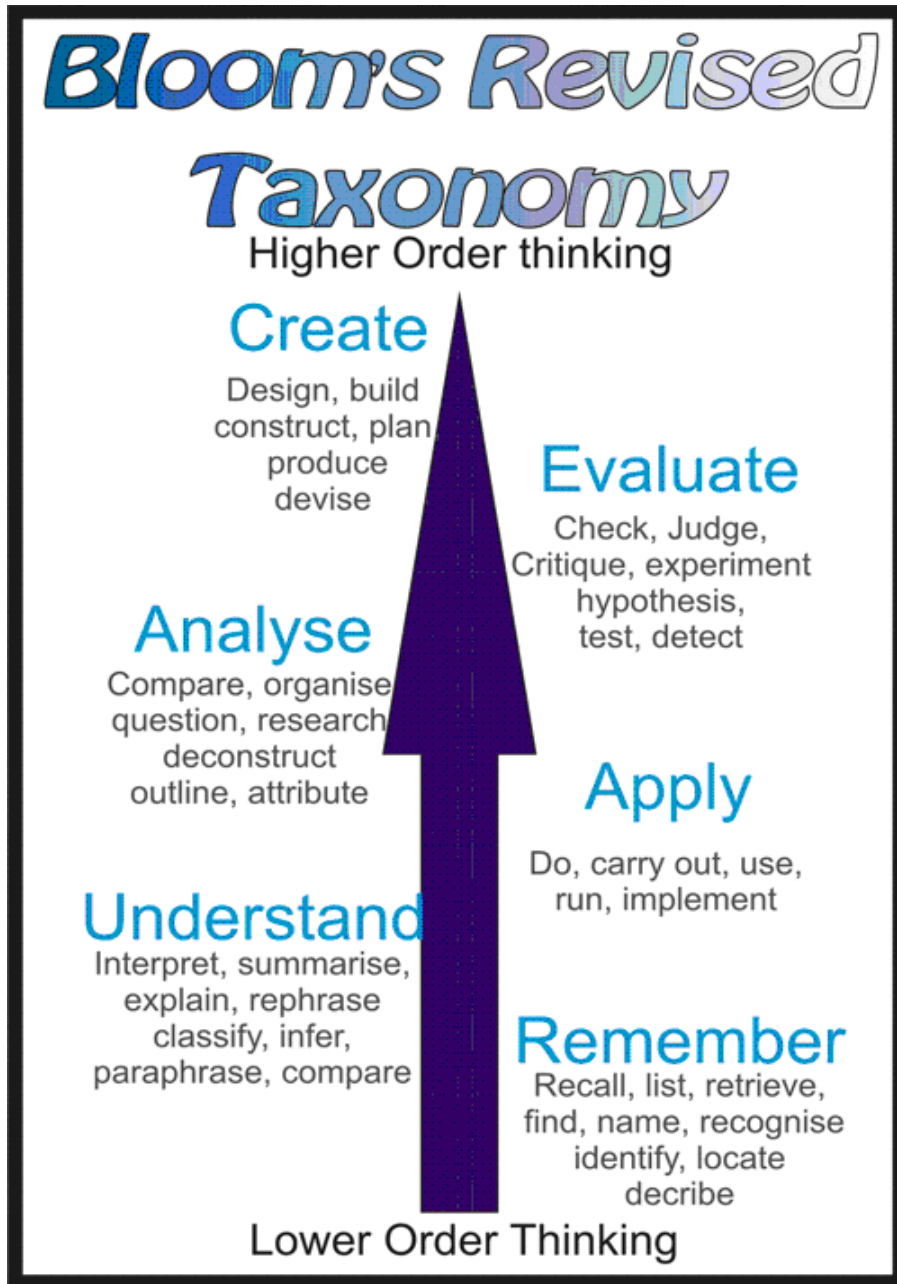 Bloom's Revised
Taxonomy
Higher Order thinking
Create
Design, build
construct, plan,
produce
devise
Evaluate
Check, Judge,
Critique, experiment
hypothesis,
test, detect
Analyse
Compare, organise
question, research
deconstruct
outline, attribute
Apply
Do, carry out, use,
run, implement
Understand
Interpret, summarise,
explain, rephrase
classify, infer,
paraphrase, compare
Remember
Recall, list, retrieve,
find, name, recognise
identify, locate
decribe
Lower Order Thinking